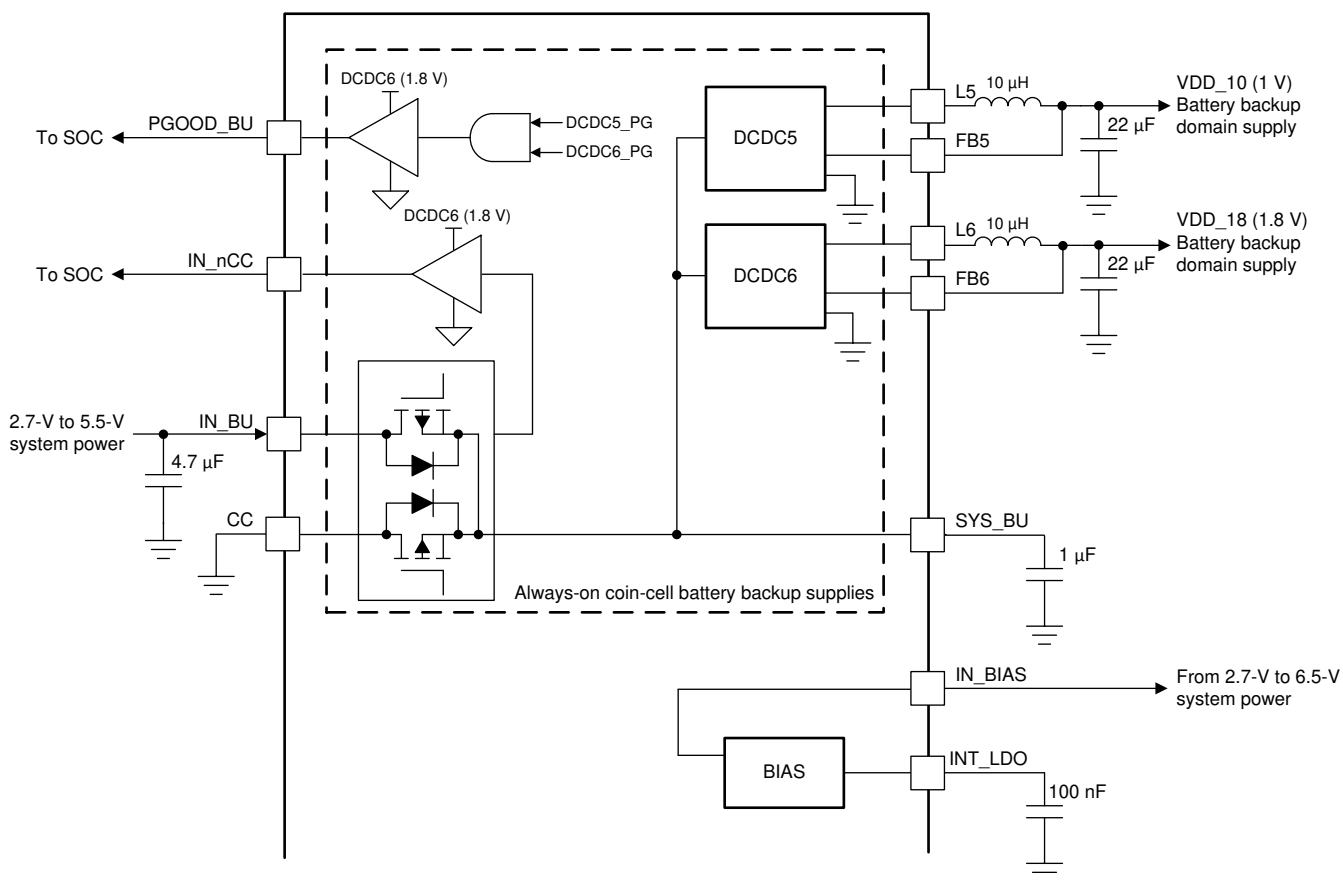 DCDC6 (1.8 V)
To SOC
PGOOD_BU
DCDC5_PG
DCDC6_PG
DCDC5
L5
10 µH
VDD_10 (1 V)
Battery backup
domain supply
22 µF
FB5
DCDC6 (1.8 V)
To SOC
IN_nCC
DCDC6
L6
10 µH
VDD_18 (1.8 V)
Battery backup
domain supply
22 µF
FB6
2.7-V to 5.5-V
system power
IN_BU
4.7 µF
CC
SYS_BU
1 µF
Always-on coin-cell battery backup supplies
IN_BIAS
From 2.7-V to 6.5-V
system power
BIAS
INT_LDO
100 nF